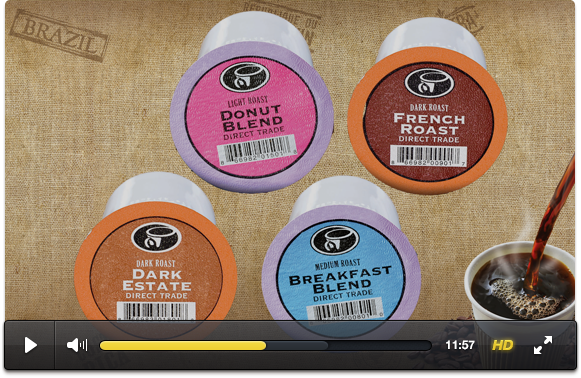 BRAZIL
LIGHT ROAST
DONUT
BLEND
DIRECT TRADE
DARK ROAST
FRENCH
ROAST
DIRECT TRADE
DARK ROAST
DARK
ESTATE
DIRECT TRADE
MEDIUM ROAST
BREAKFAST
BLEND
DIRECT TRADE
11:57
HD